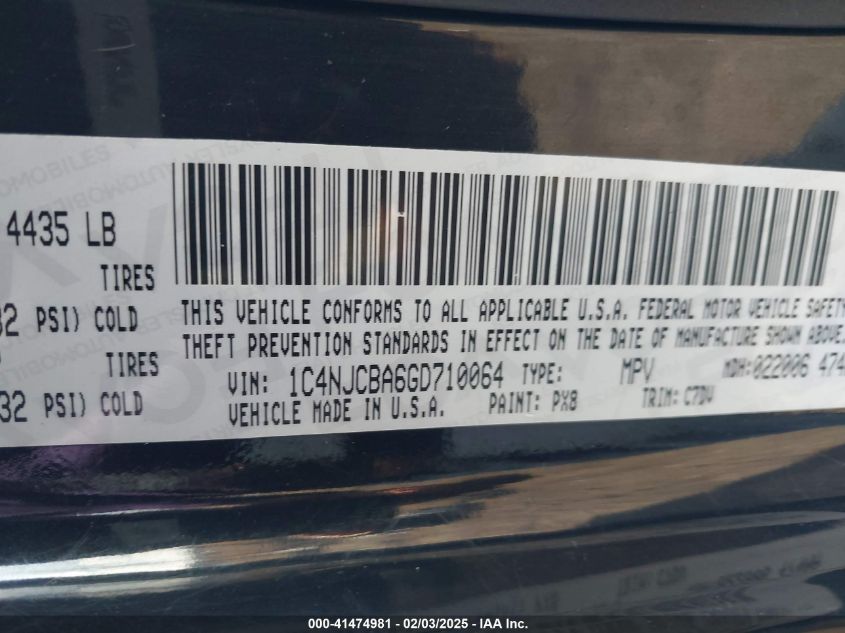 4435 LB
TIRES
32 PSI) COLD
TIRES
32 PSI) COLD
THIS VEHICLE CONFORMS TO ALL APPLICABLE U.S.A. FEDERAL MOTOR VEHICLE SAFETY
THEFT PREVENTION STANDARDS IN EFFECT ON THE DATE OF MANUFACTURE SHOWN ABOVE.
VIN: 1C4NJCBA6GD710064 TYPE: MPV MDH:022006 474
VEHICLE MADE IN U.S.A. PAINT: PX8 TRIM: C7DV
000-41474981 - 02/03/2025 - IAA Inc.